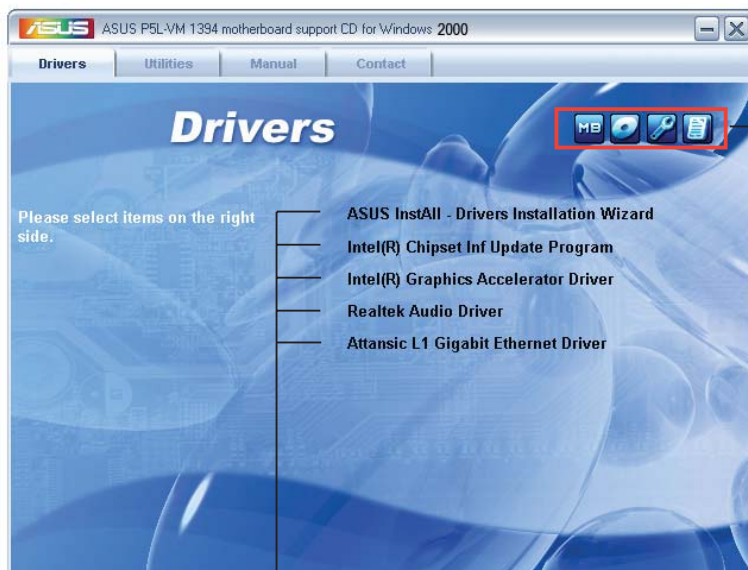 ASUS ASUS P5L-VM 1394 motherboard support CD for Windows 2000
Drivers Utilities Manual Contact
Drivers
MB
Please select items on the right
side.
ASUS InstAll - Drivers Installation Wizard
Intel(R) Chipset Inf Update Program
Intel(R) Graphics Accelerator Driver
Realtek Audio Driver
Attansic L1 Gigabit Ethernet Driver